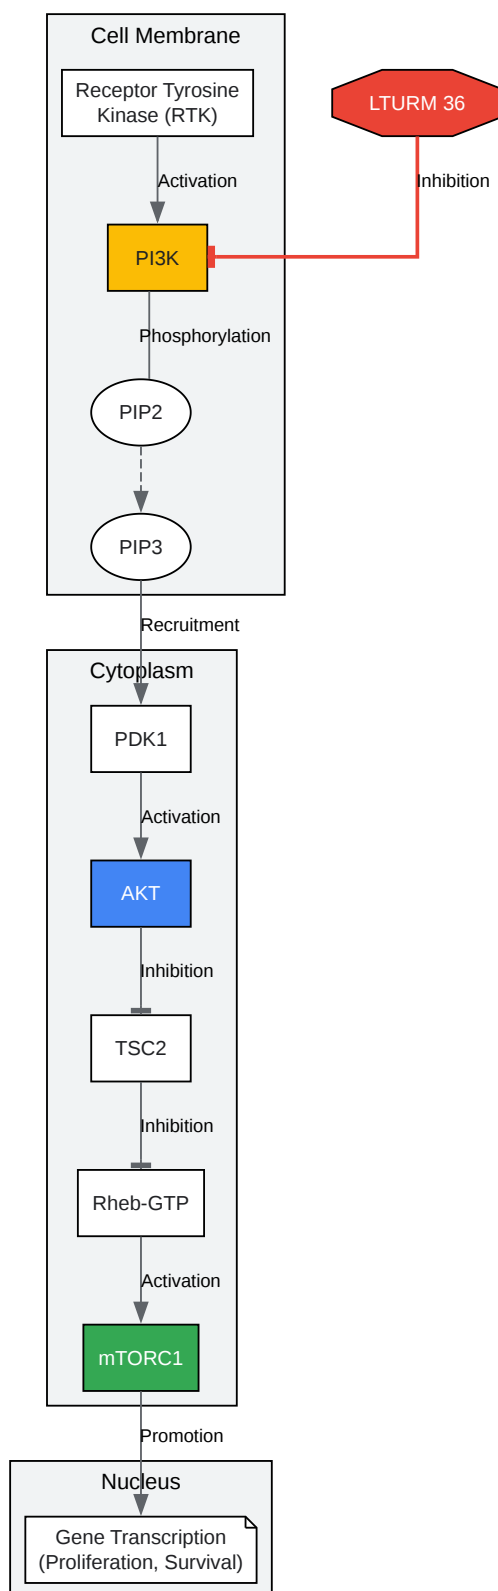 Cell Membrane
Receptor Tyrosine
Kinase (RTK)
LTURM 36
Activation
Inhibition
PI3K
Phosphorylation
PIP2
PIP3
Recruitment
Cytoplasm
PDK1
Activation
AKT
Inhibition
TSC2
Inhibition
Rheb-GTP
Activation
mTORC1
Promotion
Nucleus
Gene Transcription
(Proliferation, Survival)